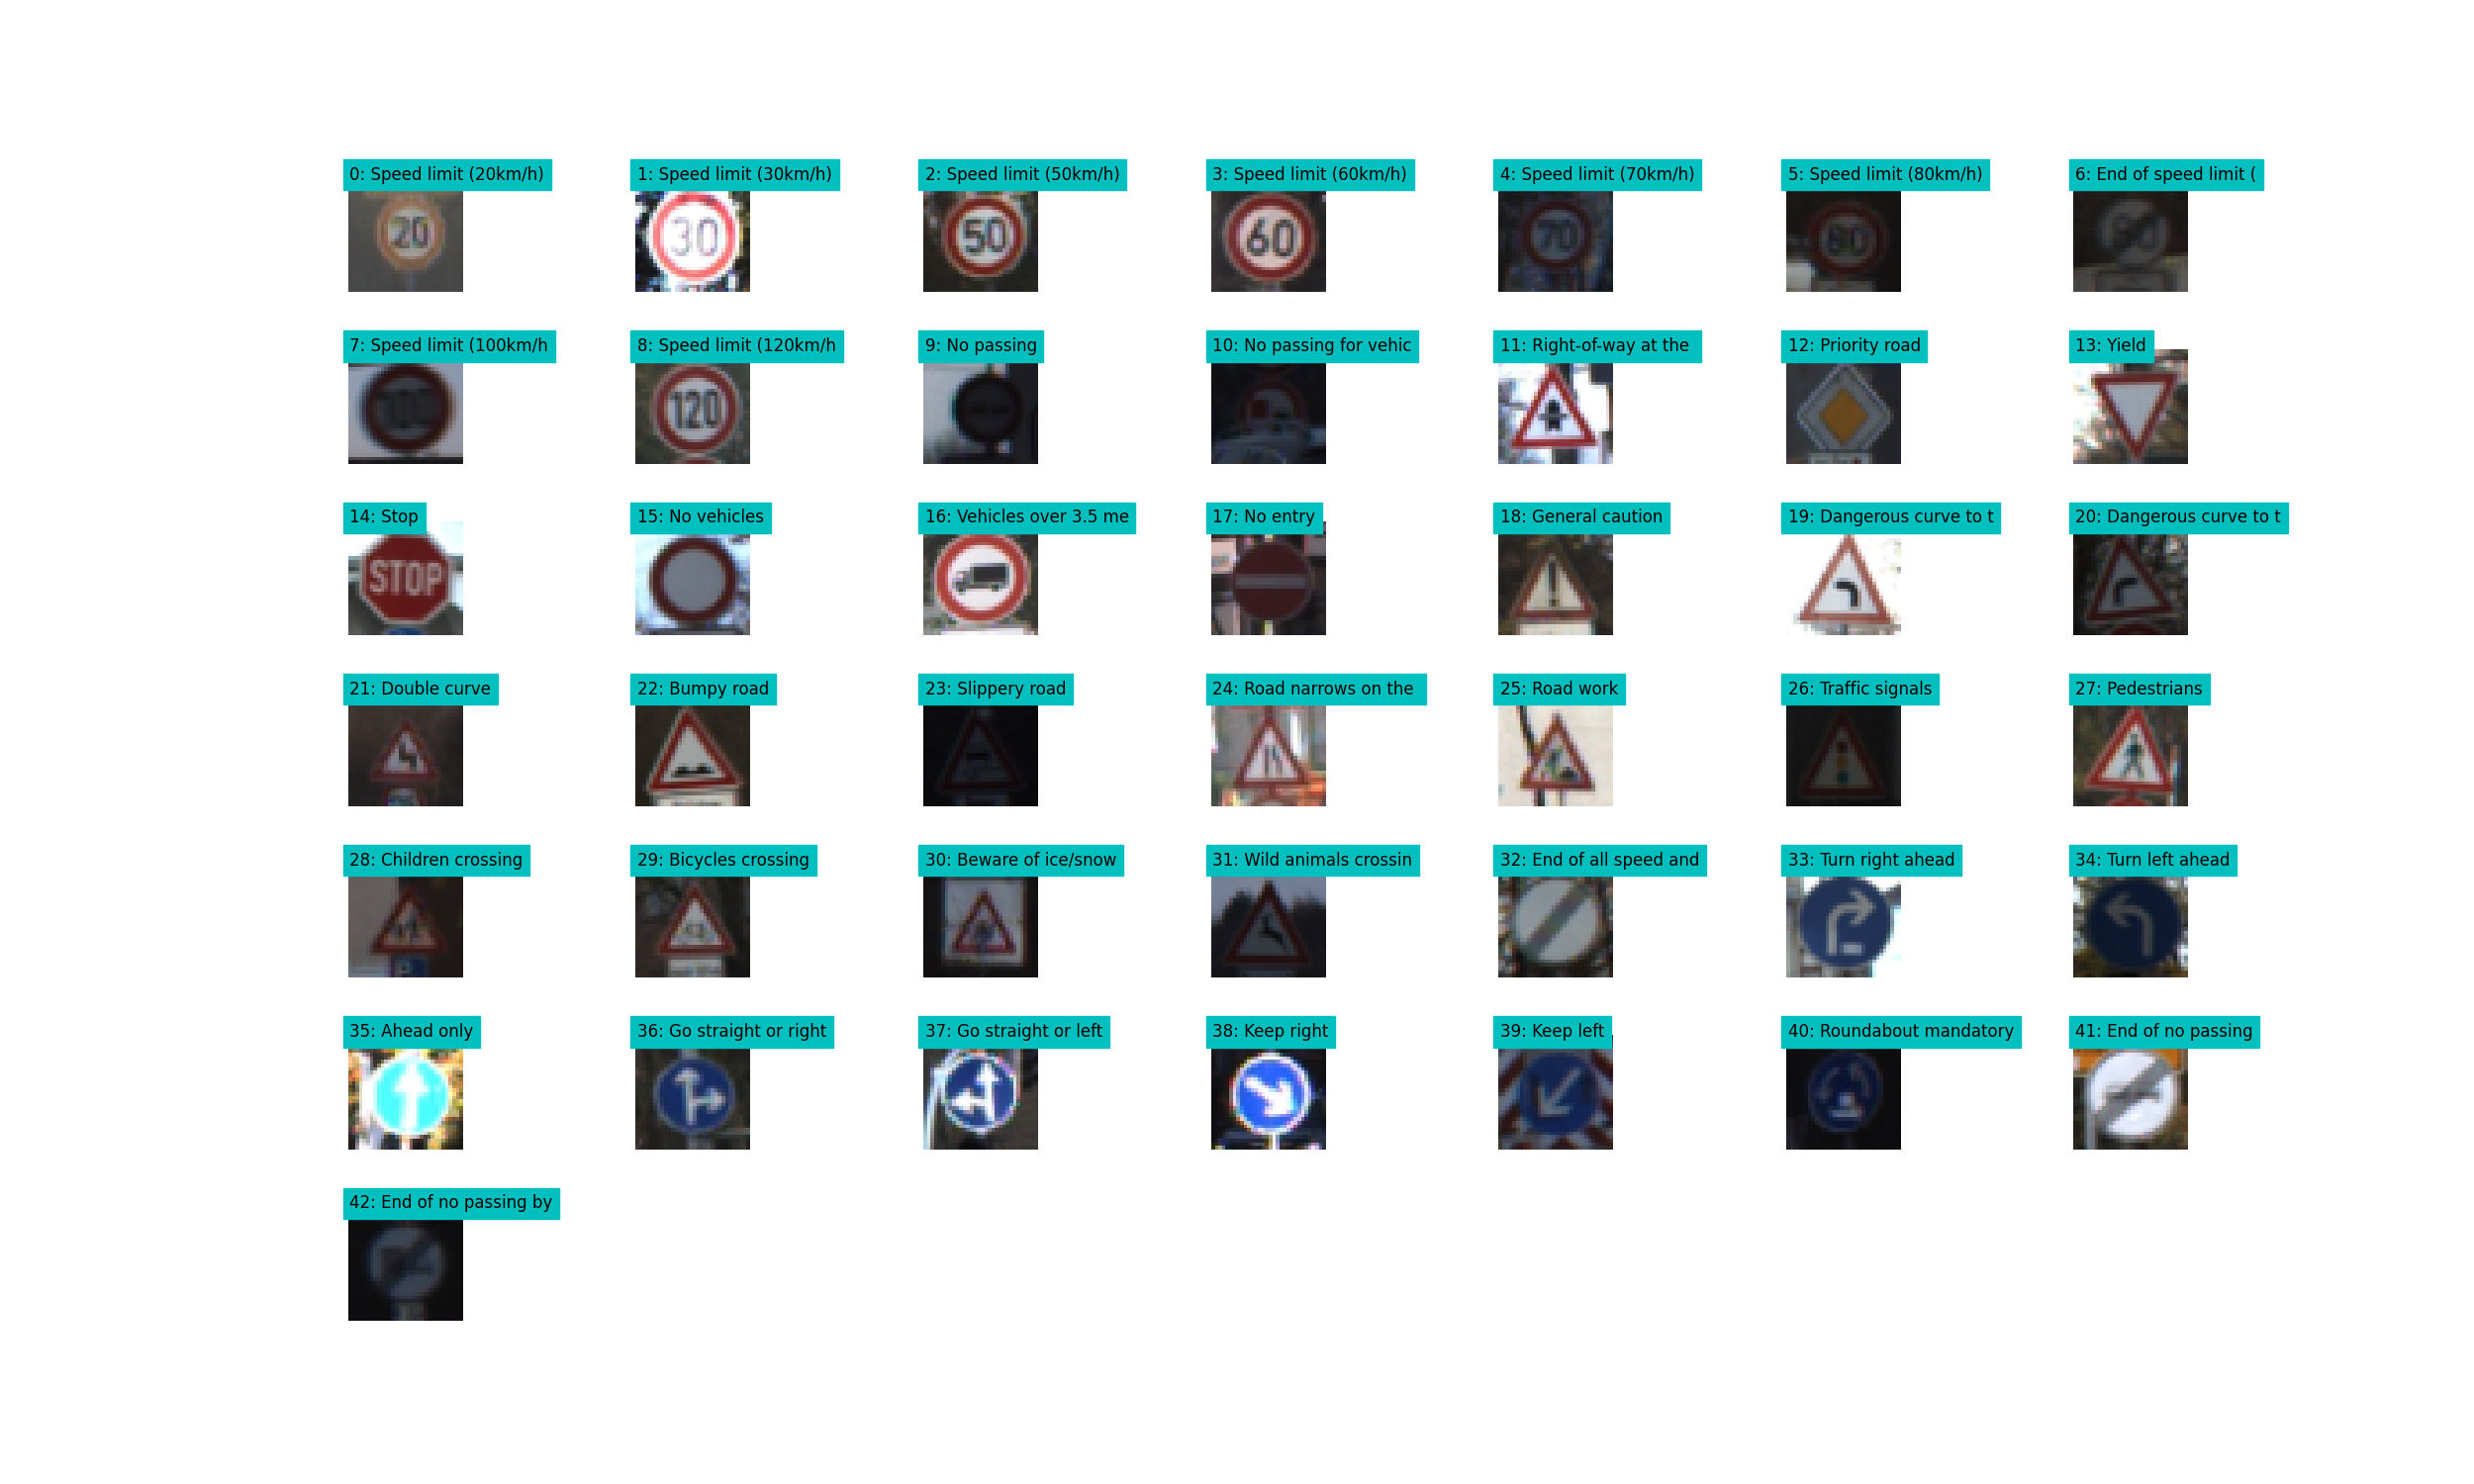 0: Speed limit (20km/h)
1: Speed limit (30km/h)
2: Speed limit (50km/h)
3: Speed limit (60km/h)
4: Speed limit (70km/h)
5: Speed limit (80km/h)
6: End of speed limit (
20
30
50
60
70
80
80
7: Speed limit (100km/h
8: Speed limit (120km/h
9: No passing
10: No passing for vehic
11: Right-of-way at the
12: Priority road
13: Yield
100
120
14: Stop
15: No vehicles
16: Vehicles over 3.5 me
17: No entry
18: General caution
19: Dangerous curve to t
20: Dangerous curve to t
STOP
21: Double curve
22: Bumpy road
23: Slippery road
24: Road narrows on the
25: Road work
26: Traffic signals
27: Pedestrians
28: Children crossing
29: Bicycles crossing
30: Beware of ice/snow
31: Wild animals crossin
32: End of all speed and
33: Turn right ahead
34: Turn left ahead
35: Ahead only
36: Go straight or right
37: Go straight or left
38: Keep right
39: Keep left
40: Roundabout mandatory
41: End of no passing
42: End of no passing by